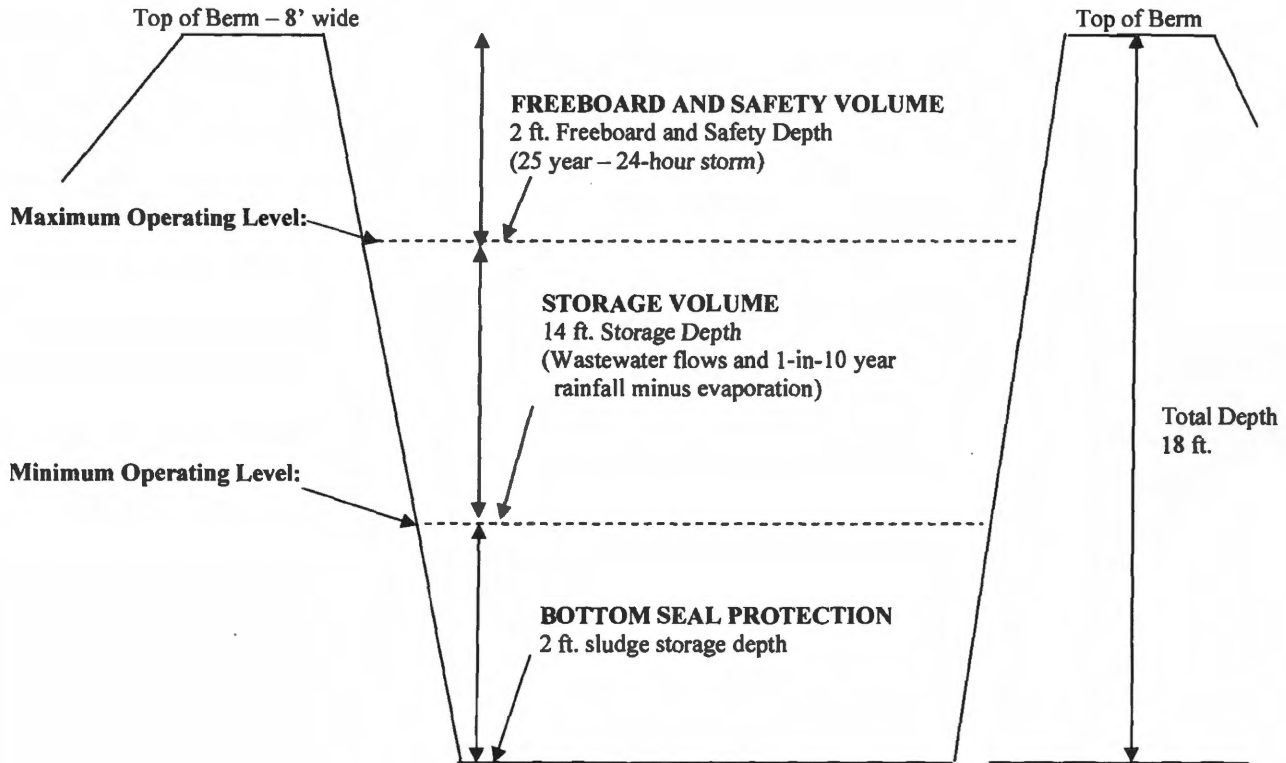 Top of Berm – 8’ wide
Top of Berm
FREEBOARD AND SAFETY VOLUME
2 ft. Freeboard and Safety Depth
(25 year – 24-hour storm)
Maximum Operating Level:
STORAGE VOLUME
14 ft. Storage Depth
(Wastewater flows and 1-in-10 year
rainfall minus evaporation)
Total Depth
18 ft.
Minimum Operating Level:
BOTTOM SEAL PROTECTION
2 ft. sludge storage depth